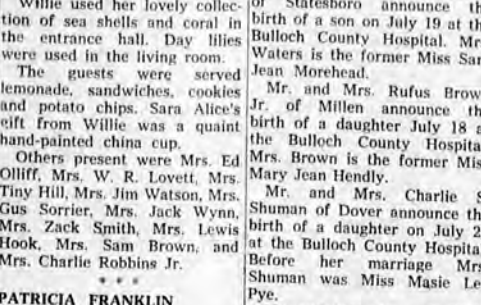 Willie used her lovely collec-
tion of sea shells and coral in
the entrance hall. Day lilies
were used in the living room.
The guests were served
lemonade, sandwiches, cookies
and potato chips. Sara Alice's
gift from Willie was a quaint
hand-painted china cup.
Others present were Mrs. Ed
Olliff, Mrs. W. R. Lovett, Mrs.
Tiny Hill, Mrs. Jim Watson, Mrs.
Gus Sorrier, Mrs. Jack Wynn,
Mrs. Zack Smith, Mrs. Lewis
Hook, Mrs. Sam Brown, and
Mrs. Charlie Robbins Jr.
* * *
PATRICIA FRANKLIN
of Statesboro announce th
birth of a son on July 19 at th
Bulloch County Hospital. Mr
Waters is the former Miss Sar
Jean Morehead.
Mr. and Mrs. Rufus Brow
Jr. of Millen announce th
birth of a daughter July 18 a
the Bulloch County Hospita
Mrs. Brown is the former Mis
Mary Jean Hendly.
Mr. and Mrs. Charlie S
Shuman of Dover announce th
birth of a daughter on July 2
at the Bulloch County Hospita
Before her marriage Mrs
Shuman was Miss Masie Le
Pye.